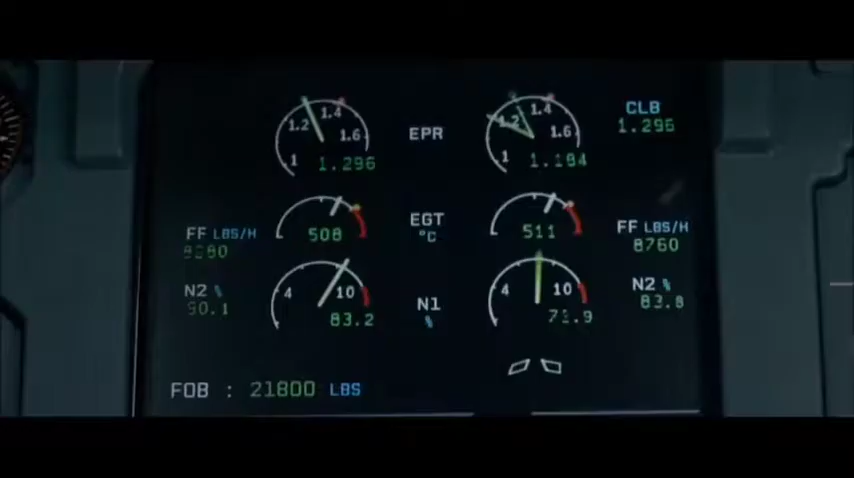 1 1.2 1.4 1.6 1.296
EPR
1 1.2 1.4 1.6 1.184
CLB
1.296
FF LBS/H
508
EGT
°C
511
FF LBS/H
8760
N2 %
90.1
4 10
83.2
N1
%
4 10
N2 %
83.8
FOB : 21800 LBS